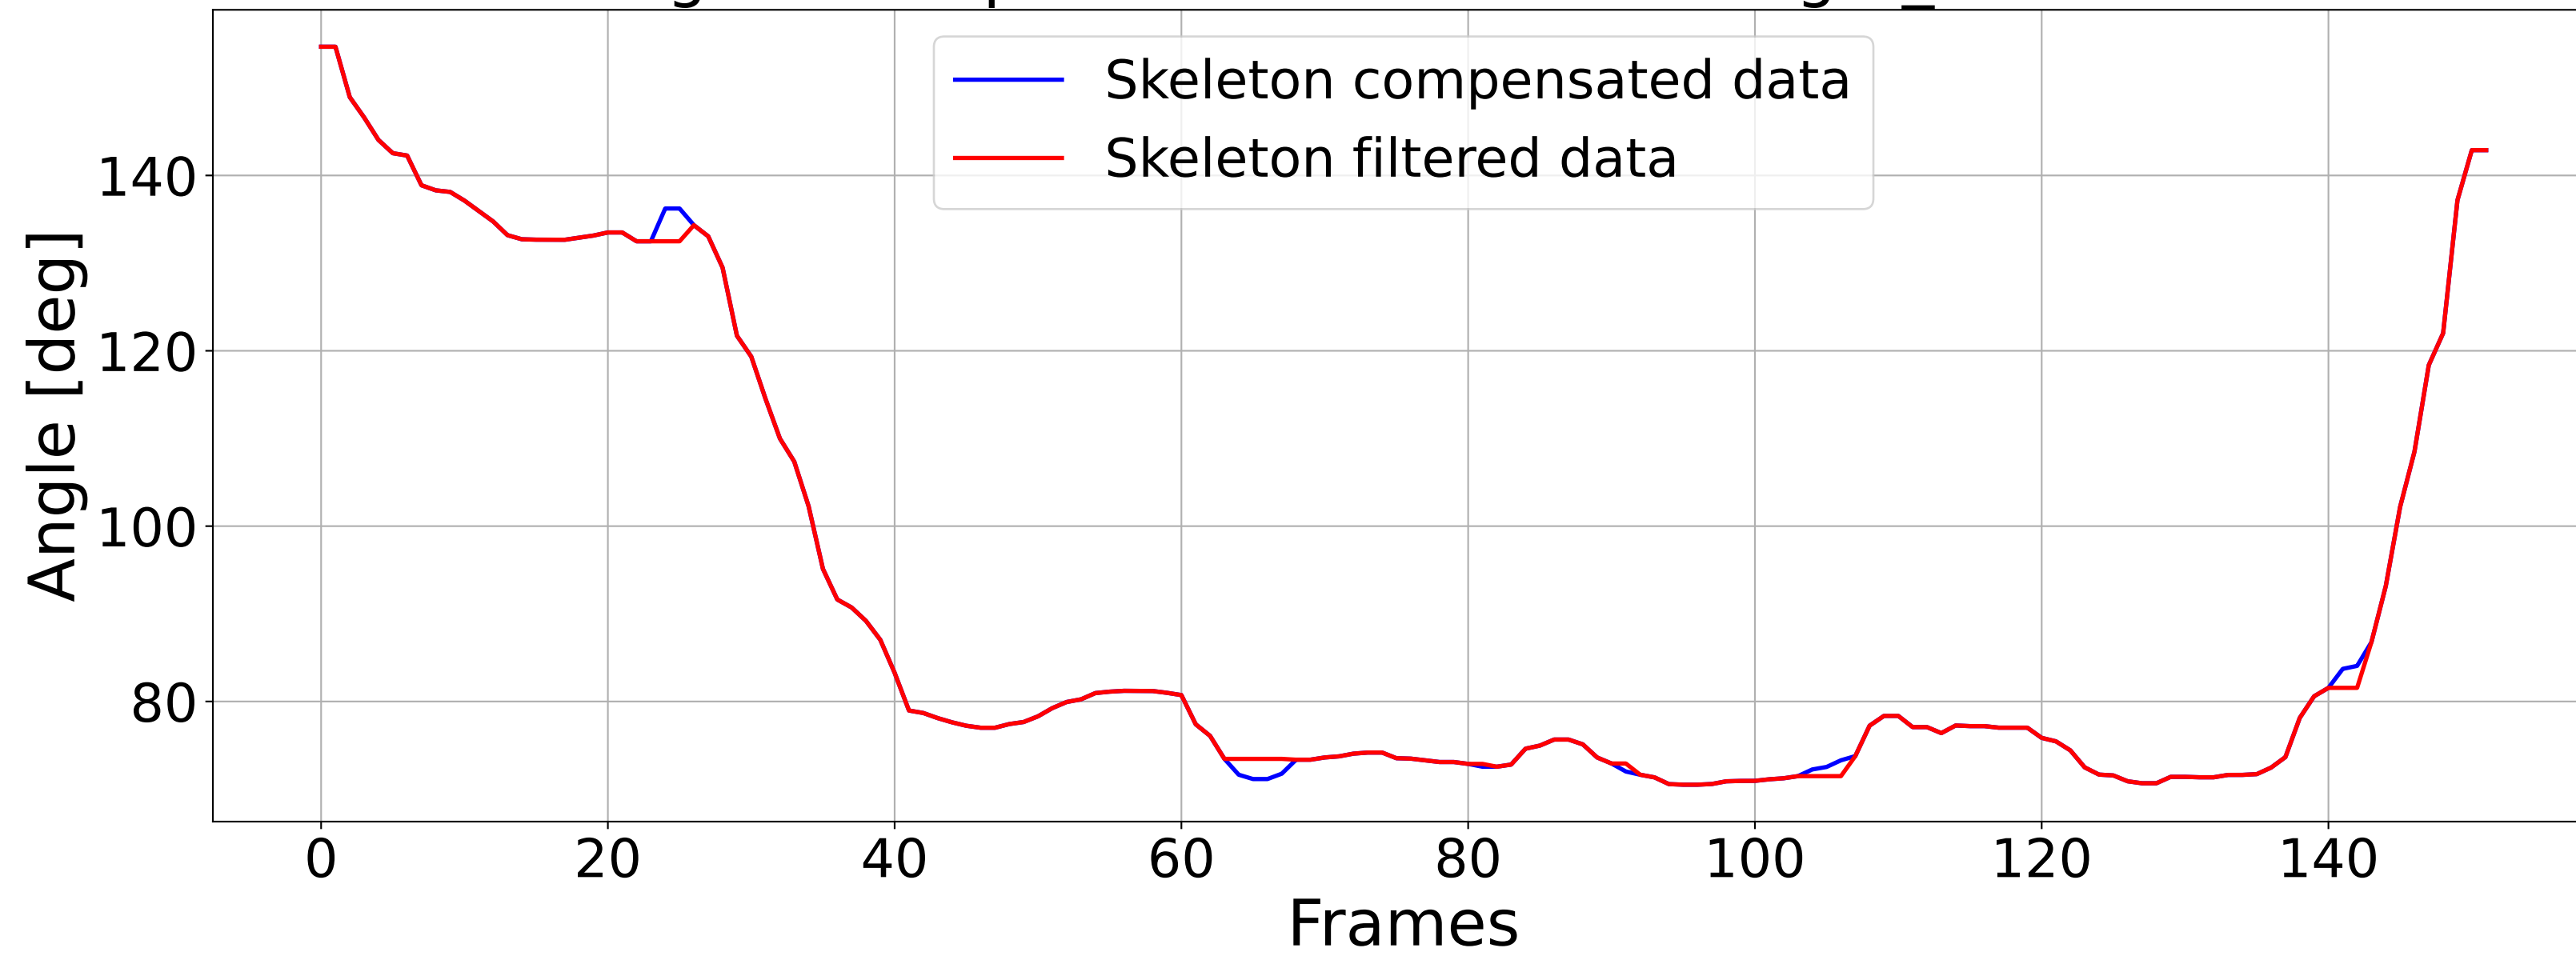 Skeleton compensated data
Skeleton filtered data
Angle [deg]
140
120
100
80
0 20 40 60 80 100 120 140
Frames